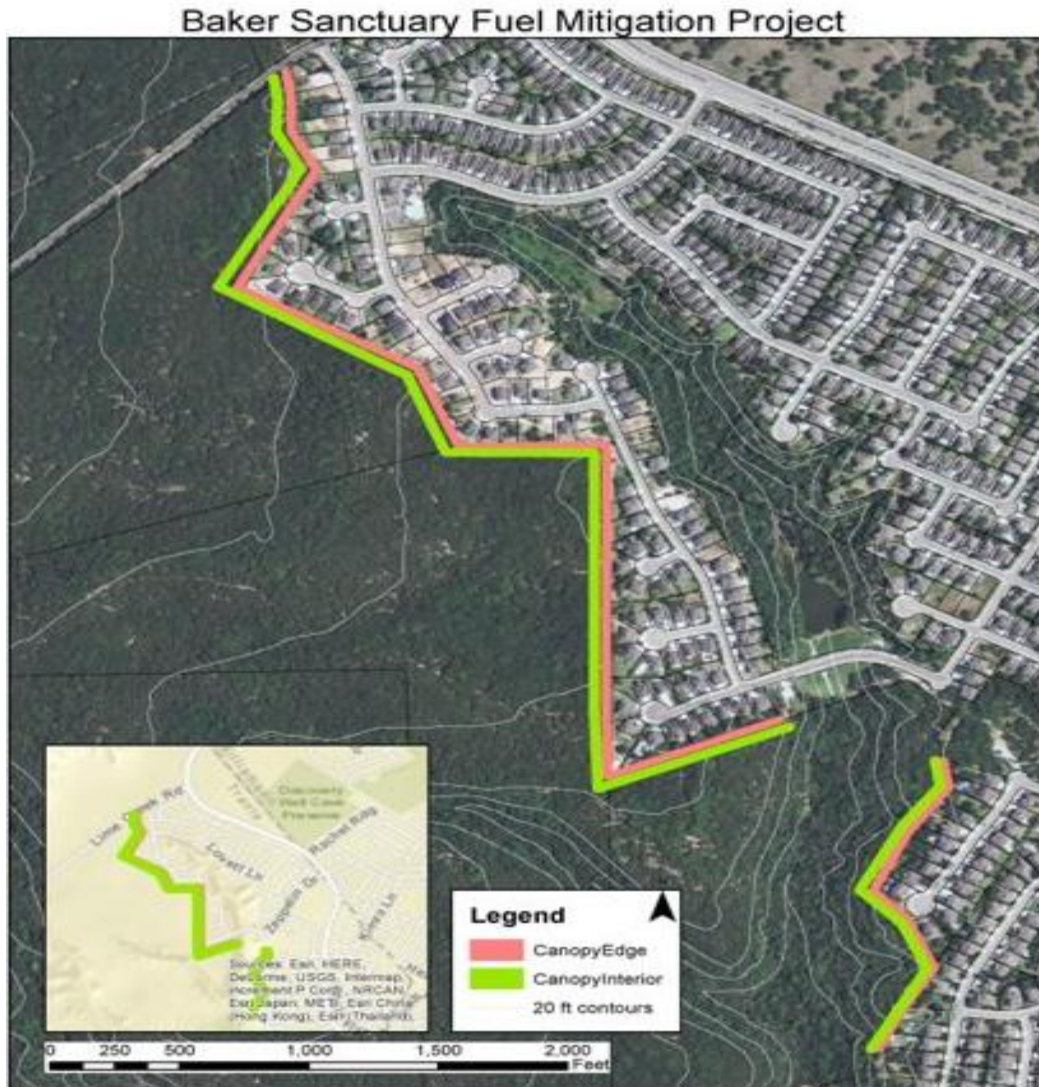 Baker Sanctuary Fuel Mitigation Project
Lime Creek Rd
Discovery
Well Cave
Preserve
Rachel Rdg
Lovset Ln
Zeppelin Dr
Sources: Esri, HERE,
DeLorme, USGS, Intermap,
increment P Corp., NRCAN,
Esri Japan, METI, Esri China
(Hong Kong), Esri (Thailand),
Legend
CanopyEdge
CanopyInterior
20 ft contours
0 250 500 1,000 1,500 2,000
Feet